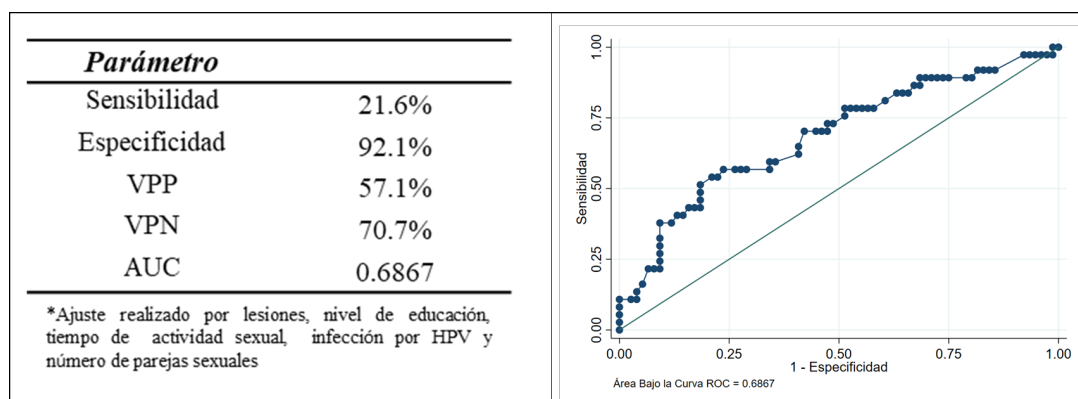 Parámetro
Sensibilidad 21.6%
Especificidad 92.1%
VPP 57.1%
VPN 70.7%
AUC 0.6867
*Ajuste realizado por lesiones, nivel de educación,
tiempo de actividad sexual, infección por HPV y
número de parejas sexuales
Sensibilidad
1.00
0.75
0.50
0.25
0.00
0.00 0.25 0.50 0.75 1.00
1 - Especificidad
Área Bajo la Curva ROC = 0.6867